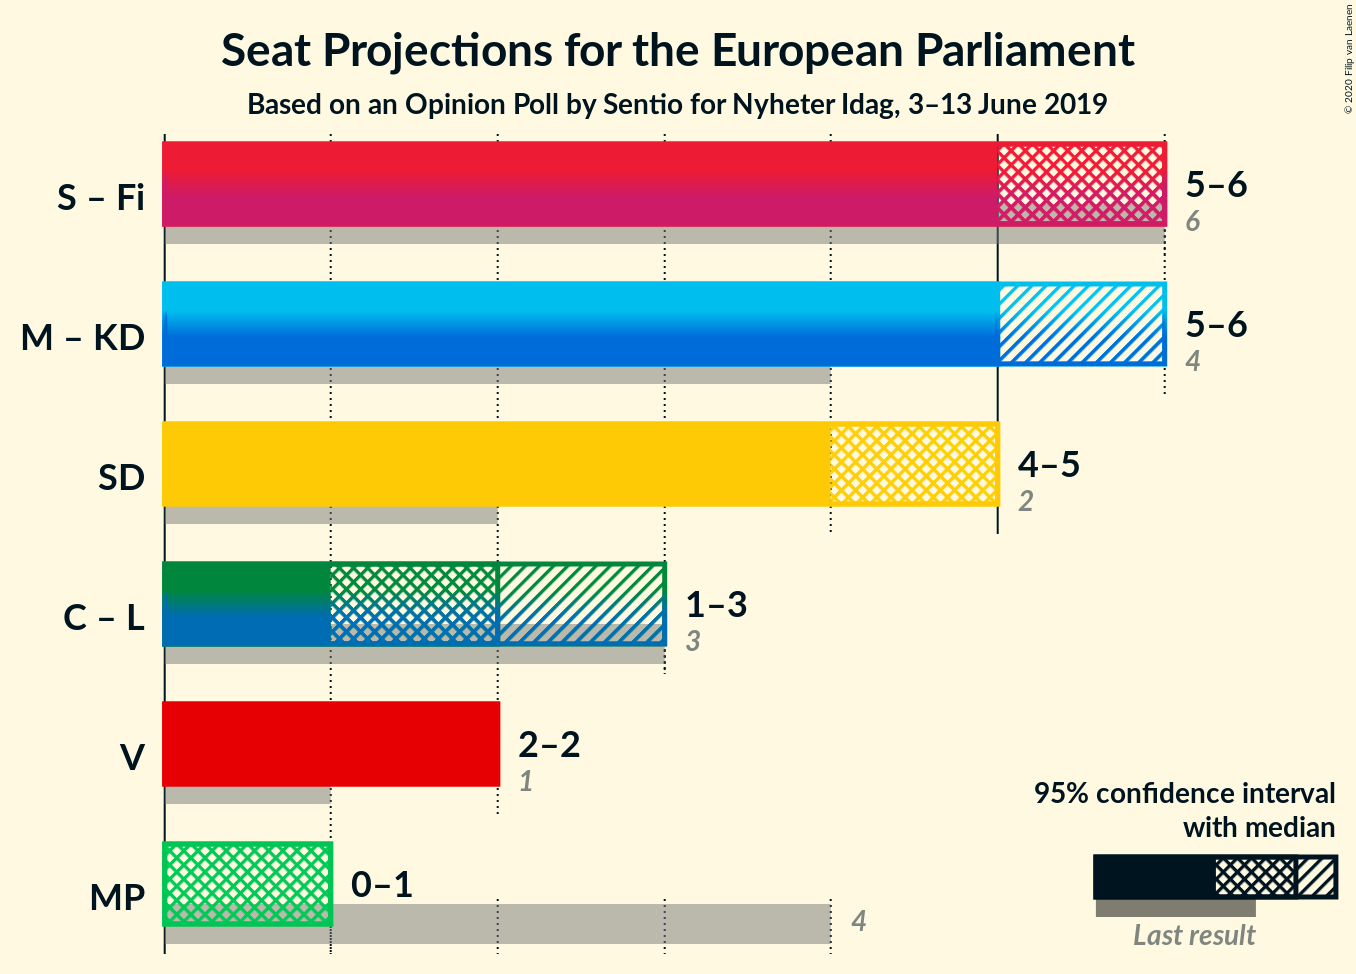 Seat Projections for the European Parliament
Based on an Opinion Poll by Sentio for Nyheter Idag, 3–13 June 2019
© 2020 Filip van Laenen
S – Fi
5–6
6
M – KD
5–6
4
SD
4–5
2
C – L
1–3
3
V
2–2
1
MP
0–1
4
95% confidence interval
with median
Last result